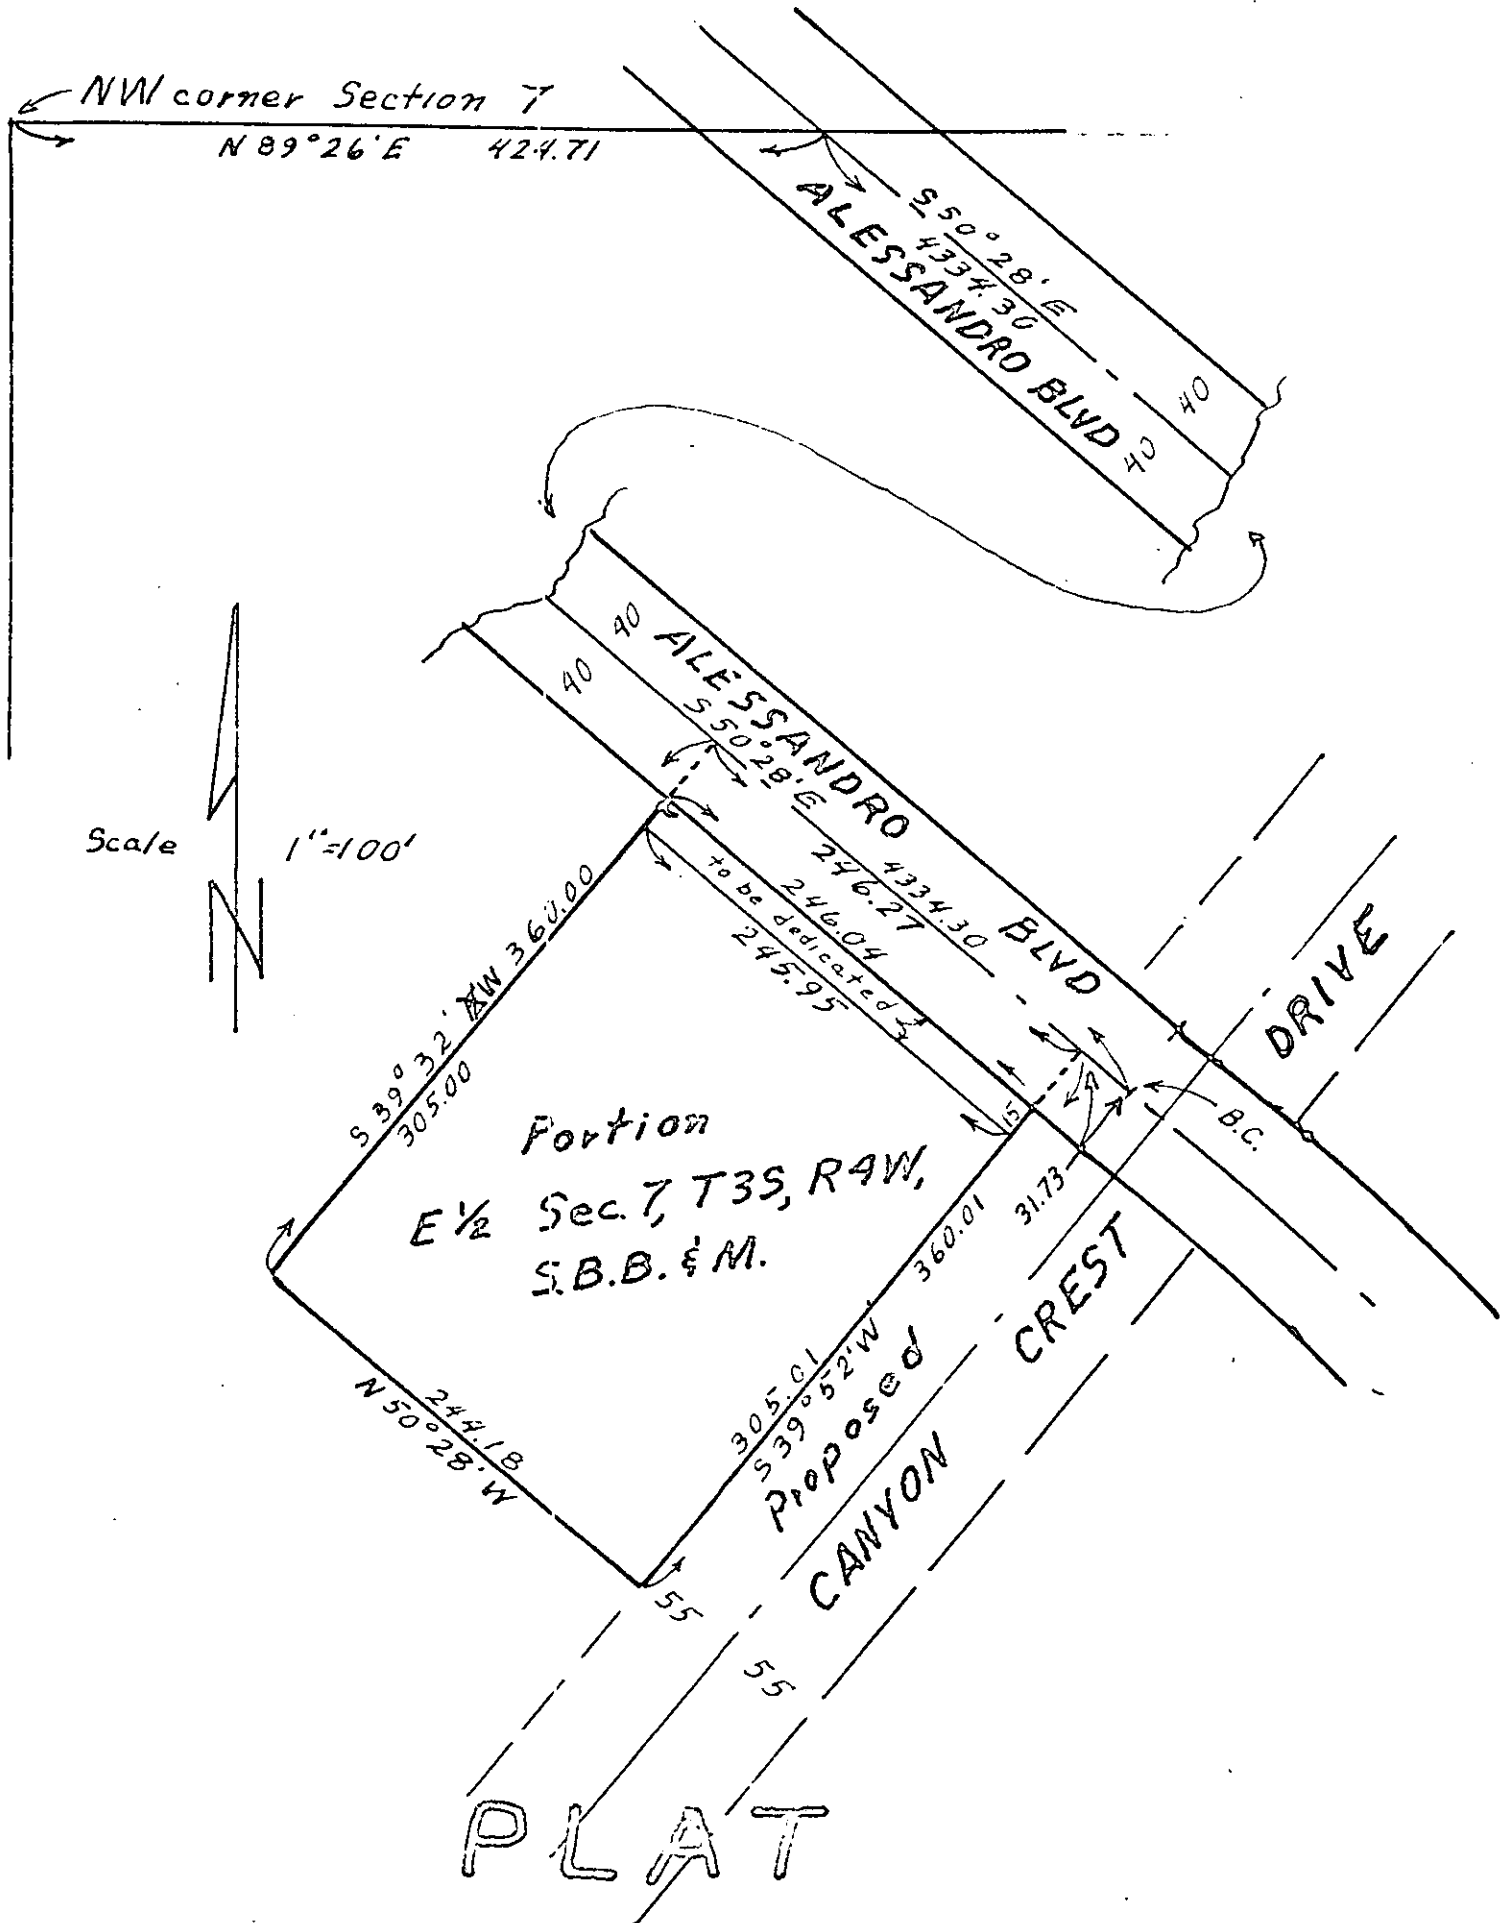 NW corner Section 7
N 89°26'E 424.71
S 50°28'E
4334.30
ALESSANDRO BLVD
40
40
40
40
ALESSANDRO BLVD
S 50°28'E 4334.30
246.27
246.04
to be dedicated
245.95
Scale 1"=100'
N
S 39°32' W 360.00
305.00
DRIVE
B.C.
15
31.73
Portion
E 1/2 Sec. 7, T3S, R4W,
S.B.B. & M.
360.01
305.01
S 39°52'W
Proposed
CANYON CREST
244.18
N 50°28'W
55
55
PLAT